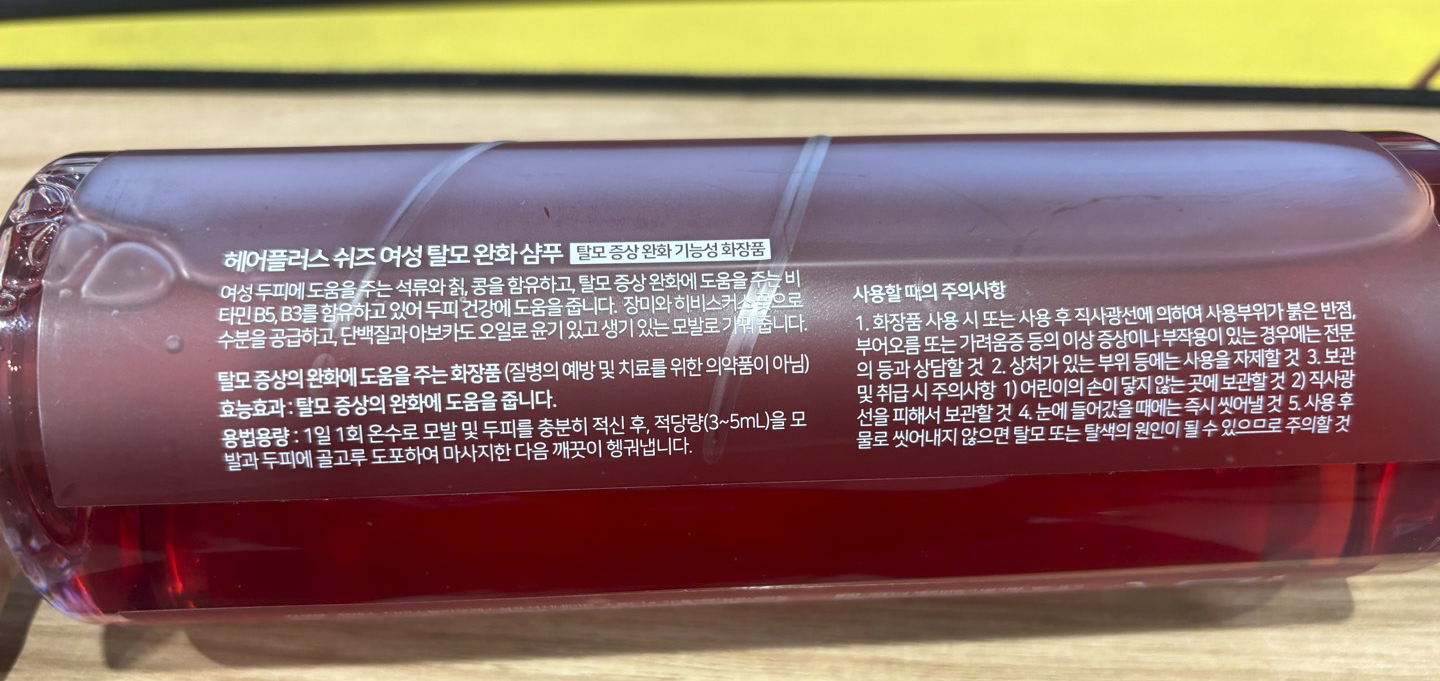 헤어플러스 쉬즈 여성 탈모 완화 샴푸 탈모 증상 완화 기능성 화장품
여성 두피에 도움을 주는 석류와 칡, 콩을 함유하고, 탈모 증상 완화에 도움을 주는 비
타민 B5, B3를 함유하고 있어 두피 건강에 도움을 줍니다. 장미와 히비스커스꽃으로
수분을 공급하고, 단백질과 아보카도 오일로 윤기 있고 생기 있는 모발로 가꿔 줍니다.
탈모 증상의 완화에 도움을 주는 화장품 (질병의 예방 및 치료를 위한 의약품이 아님)
효능효과 : 탈모 증상의 완화에 도움을 줍니다.
용법용량 : 1일 1회 온수로 모발 및 두피를 충분히 적신 후, 적당량(3~5mL)을 모
발과 두피에 골고루 도포하여 마사지한 다음 깨끗이 헹궈냅니다.
사용할 때의 주의사항
1. 화장품 사용 시 또는 사용 후 직사광선에 의하여 사용부위가 붉은 반점,
부어오름 또는 가려움증 등의 이상 증상이나 부작용이 있는 경우에는 전문
의 등과 상담할 것 2. 상처가 있는 부위 등에는 사용을 자제할 것 3. 보관
및 취급 시 주의사항 1) 어린이의 손이 닿지 않는 곳에 보관할 것 2) 직사광
선을 피해서 보관할 것 4. 눈에 들어갔을 때에는 즉시 씻어낼 것 5. 사용 후
물로 씻어내지 않으면 탈모 또는 탈색의 원인이 될 수 있으므로 주의할 것